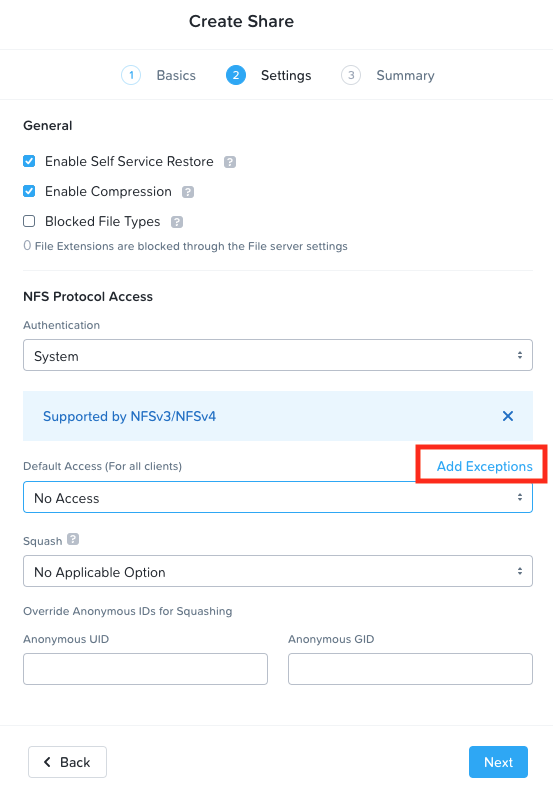 Create Share
1 Basics 2 Settings 3 Summary
General
Enable Self Service Restore ?
Enable Compression ?
Blocked File Types ?
0 File Extensions are blocked through the File server settings
NFS Protocol Access
Authentication
System
Supported by NFSv3/NFSv4
Default Access (For all clients) Add Exceptions
No Access
Squash ?
No Applicable Option
Override Anonymous IDs for Squashing
Anonymous UID Anonymous GID
Back Next